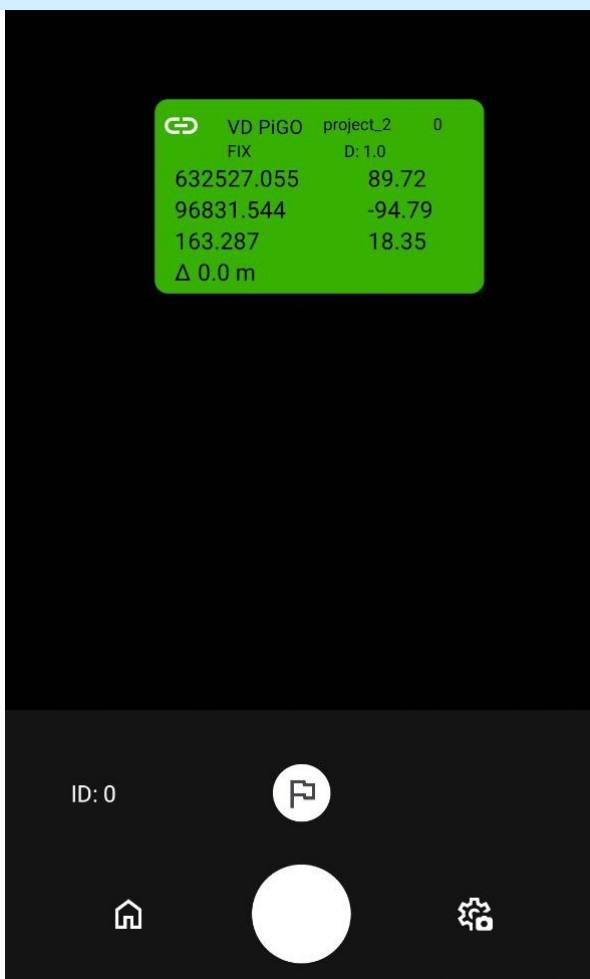 VD PiGO project_2 0
FIX D: 1.0
632527.055 89.72
96831.544 -94.79
163.287 18.35
Δ 0.0 m
ID: 0